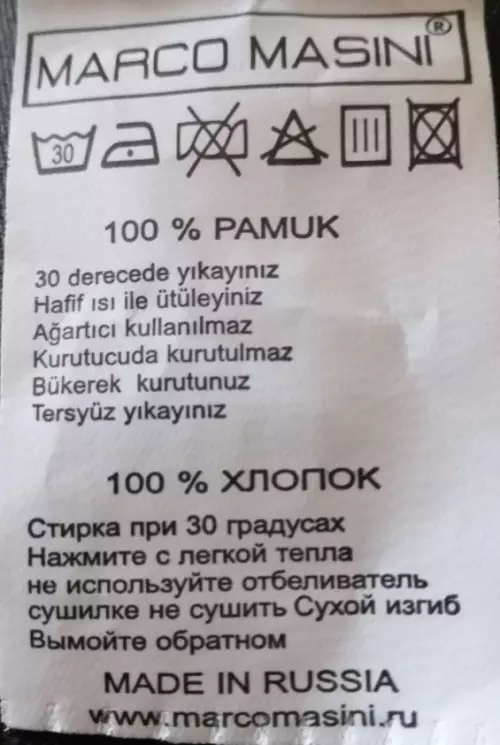 MARCO MASINI®
30
100 % PAMUK
30 derecede yıkayınız
Hafif ısı ile ütüleyiniz
Ağartıcı kullanılmaz
Kurutucuda kurutulmaz
Bükerek kurutunuz
Tersyüz yıkayınız
100 % ХЛОПОК
Стирка при 30 градусах
Нажмите с легкой тепла
не используйте отбеливатель
сушилке не сушить Сухой изгиб
Вымойте обратном
MADE IN RUSSIA
www.marcomasini.ru